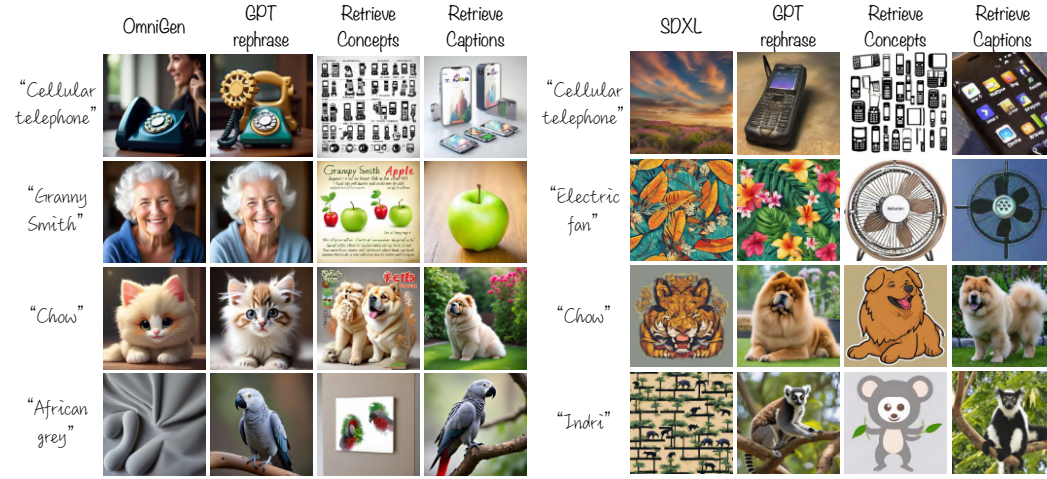 OmniGen
GPT
rephrase
Retrieve
Concepts
Retrieve
Captions
SDXL
GPT
rephrase
Retrieve
Concepts
Retrieve
Captions
"Cellular
telephone"
"Cellular
telephone"
"Granny
Smith"
Grampy Smith Apple
"Electric
fan"
"Chow"
"Chow"
"African
grey"
"Indri"